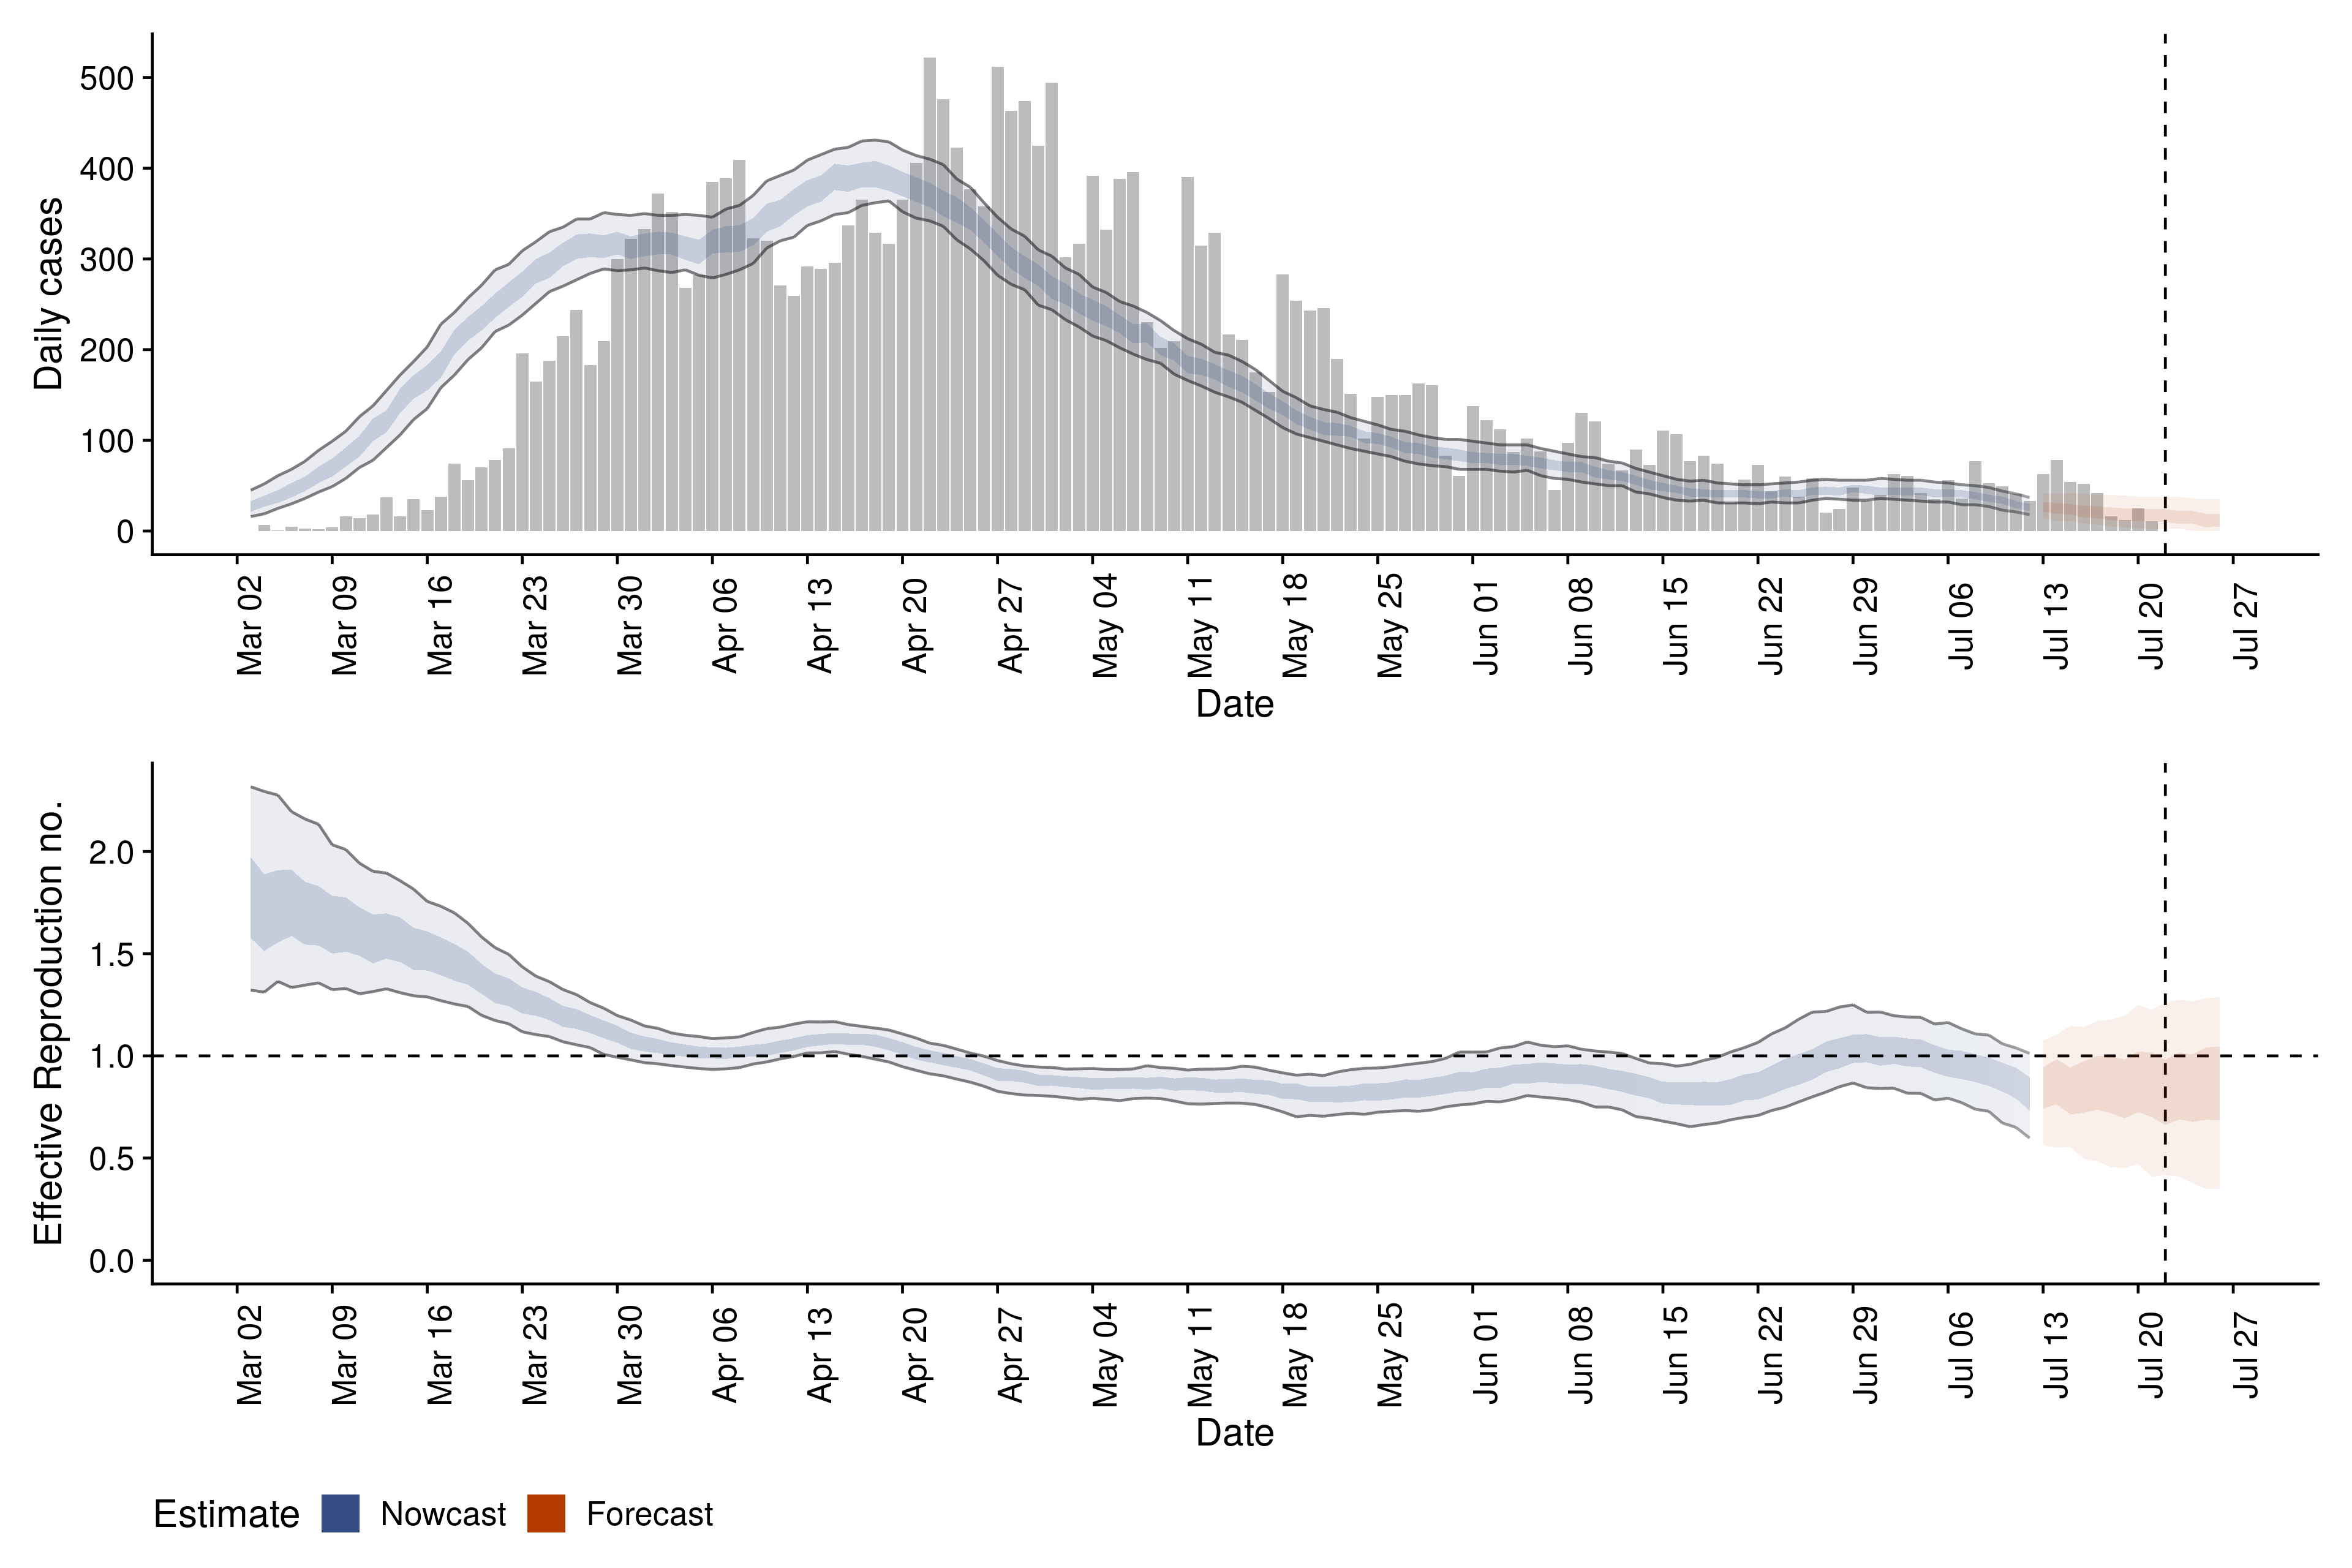 Daily cases
500
400
300
200
100
0
Mar 02
Mar 09
Mar 16
Mar 23
Mar 30
Apr 06
Apr 13
Apr 20
Apr 27
May 04
May 11
May 18
May 25
Jun 01
Jun 08
Jun 15
Jun 22
Jun 29
Jul 06
Jul 13
Jul 20
Jul 27
Date
Effective Reproduction no.
2.0
1.5
1.0
0.5
0.0
Mar 02
Mar 09
Mar 16
Mar 23
Mar 30
Apr 06
Apr 13
Apr 20
Apr 27
May 04
May 11
May 18
May 25
Jun 01
Jun 08
Jun 15
Jun 22
Jun 29
Jul 06
Jul 13
Jul 20
Jul 27
Date
Estimate Nowcast Forecast